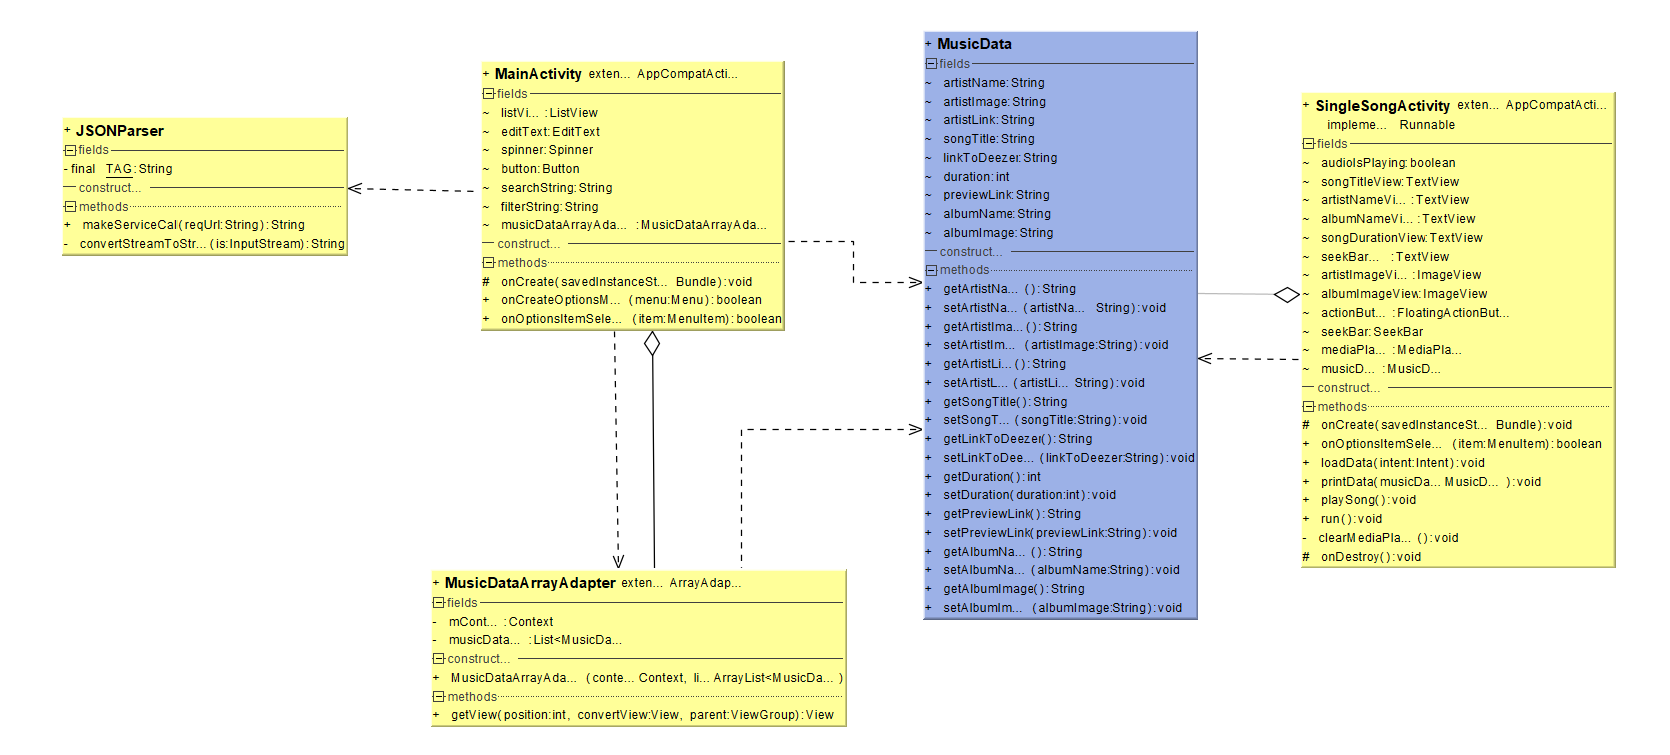 + JSONParser
fields
- final TAG:String
construct...
methods
+ makeServiceCal(reqUrl:String):String
- convertStreamToStr...(is:InputStream):String
+ MainActivity exten... AppCompatActi...
fields
~ listVi... :ListView
~ editText:EditText
~ spinner:Spinner
~ button:Button
~ searchString:String
~ filterString:String
~ musicDataArrayAda... :MusicDataArrayAda...
construct...
methods
# onCreate(savedInstanceSt... Bundle):void
+ onCreateOptionsM... (menu:Menu):boolean
+ onOptionsItemSele... (item:MenuItem):boolean
+ MusicDataArrayAdapter exten... ArrayAdap...
fields
- mCont... :Context
- musicData... :List<MusicDa...
construct...
+ MusicDataArrayAda... (conte... Context, li... ArrayList<MusicDa... )
methods
+ getView(position:int, convertView:View, parent:ViewGroup):View
+ MusicData
fields
~ artistName:String
~ artistImage:String
~ artistLink:String
~ songTitle:String
~ linkToDeezer:String
~ duration:int
~ previewLink:String
~ albumName:String
~ albumImage:String
construct...
methods
+ getArtistNa... ():String
+ setArtistNa... (artistNa... String):void
+ getArtistIma...():String
+ setArtistIm... (artistImage:String):void
+ getArtistLi...():String
+ setArtistL... (artistLi... String):void
+ getSongTitle():String
+ setSongT... (songTitle:String):void
+ getLinkToDeezer():String
+ setLinkToDee... (linkToDeezer:String):void
+ getDuration():int
+ setDuration(duration:int):void
+ getPreviewLink():String
+ setPreviewLink(previewLink:String):void
+ getAlbumNa... ():String
+ setAlbumNa... (albumName:String):void
+ getAlbumImage():String
+ setAlbumIm... (albumImage:String):void
+ SingleSongActivity exten... AppCompatActi...
impleme... Runnable
fields
~ audioIsPlaying:boolean
~ songTitleView:TextView
~ artistNameVi... :TextView
~ albumNameVi... :TextView
~ songDurationView:TextView
~ seekBar... :TextView
~ artistImageVi... :ImageView
~ albumImageView:ImageView
~ actionBut... :FloatingActionBut...
~ seekBar:SeekBar
~ mediaPla... :MediaPla...
~ musicD... :MusicD...
construct...
methods
# onCreate(savedInstanceSt... Bundle):void
+ onOptionsItemSele... (item:MenuItem):boolean
+ loadData(intent:Intent):void
+ printData(musicDa... MusicD... ):void
+ playSong():void
+ run():void
- clearMediaPla... ():void
# onDestroy():void